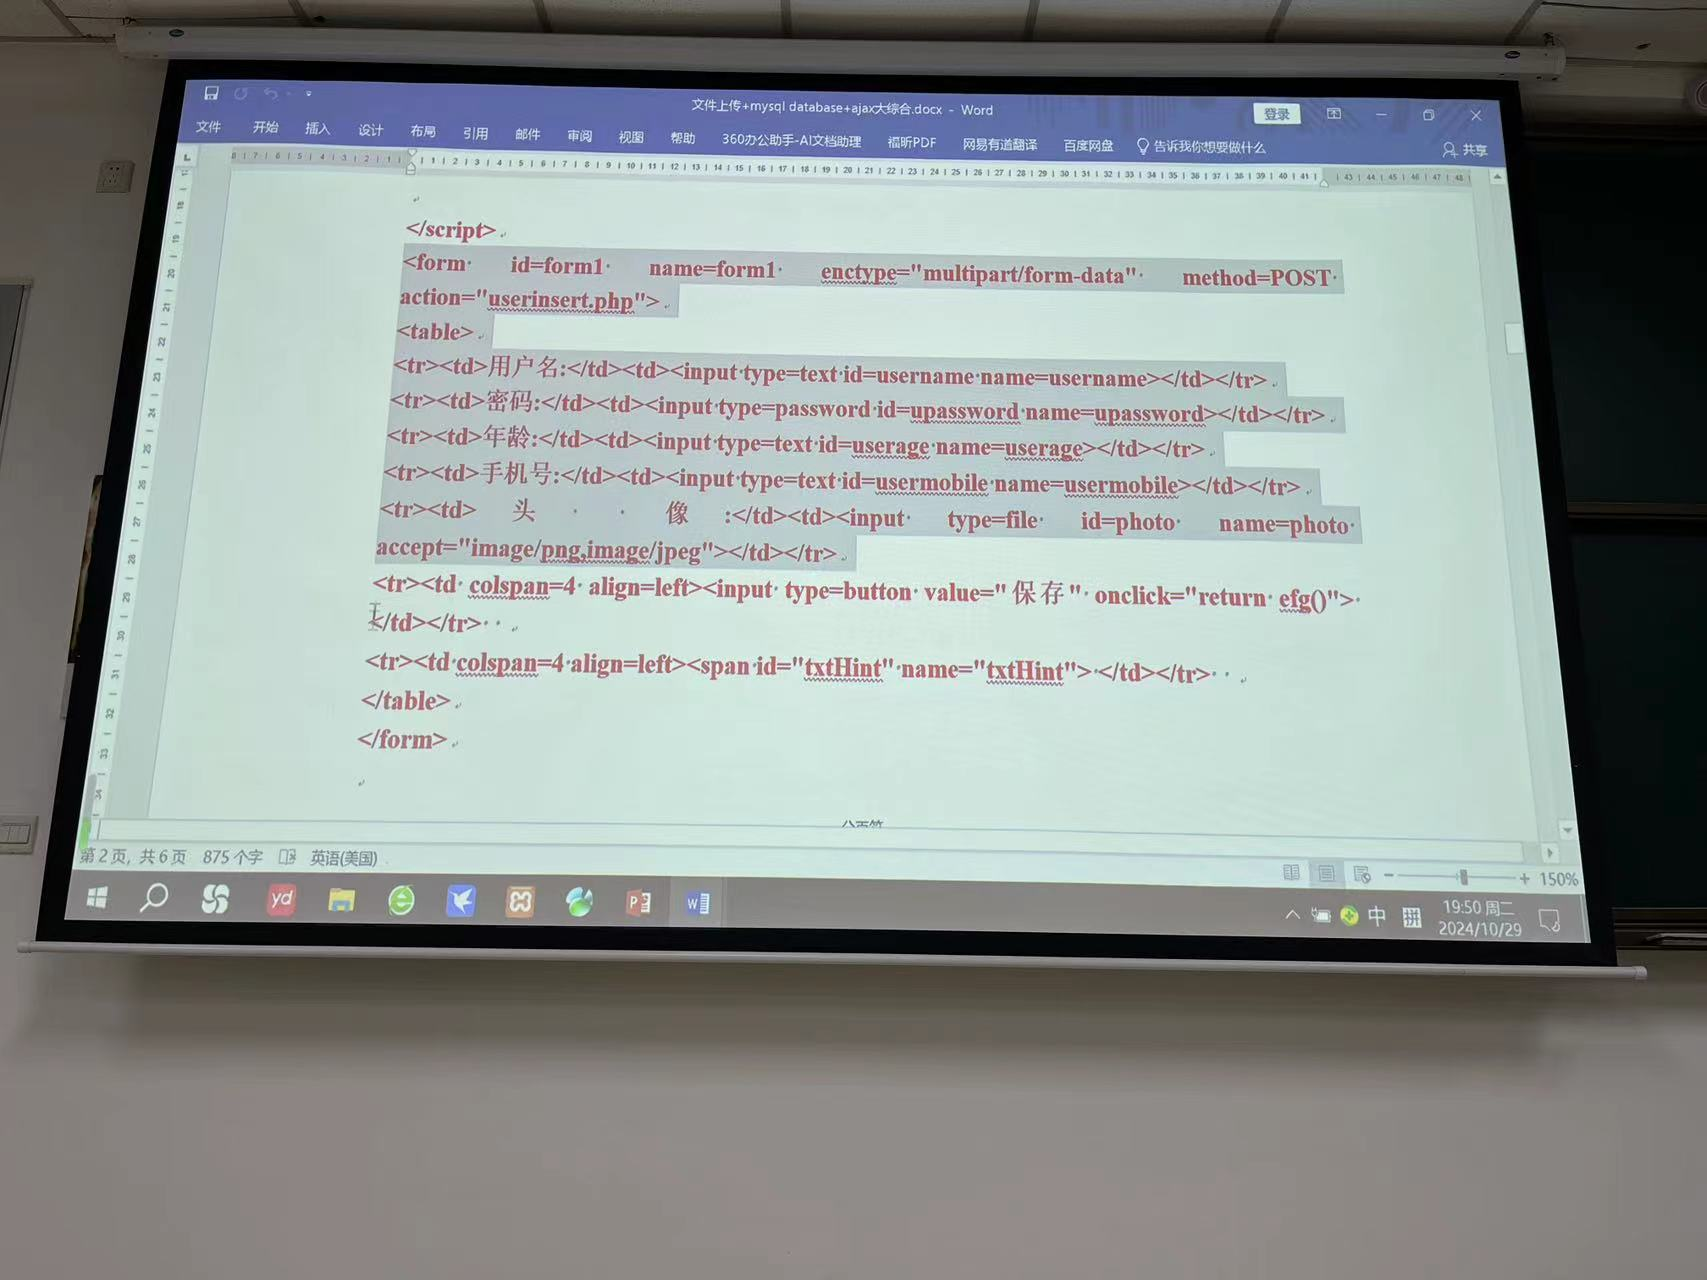 文件上传+mysql database+ajax大综合.docx - Word
登录
文件 开始 插入 设计 布局 引用 邮件 审阅 视图 帮助 360办公助手-AI文档助理 福昕PDF 网易有道翻译 百度网盘 告诉我你想要做什么 共享
</script>
<form id=form1 name=form1 enctype="multipart/form-data" method=POST
action="userinsert.php">
<table>
<tr><td>用户名:</td><td><input type=text id=username name=username></td></tr>
<tr><td>密码:</td><td><input type=password id=upassword name=upassword></td></tr>
<tr><td>年龄:</td><td><input type=text id=userage name=userage></td></tr>
<tr><td>手机号:</td><td><input type=text id=usermobile name=usermobile></td></tr>
<tr><td> 头 像 :</td><td><input type=file id=photo name=photo
accept="image/png,image/jpeg"></td></tr>
<tr><td colspan=4 align=left><input type=button value="保存" onclick="return efg()">
</td></tr>
<tr><td colspan=4 align=left><span id="txtHint" name="txtHint"> </td></tr>
</table>
</form>
分页符
第2页, 共6页 875个字 英语(美国) 150%
yd P W 中 拼 19:50 周二
2024/10/29